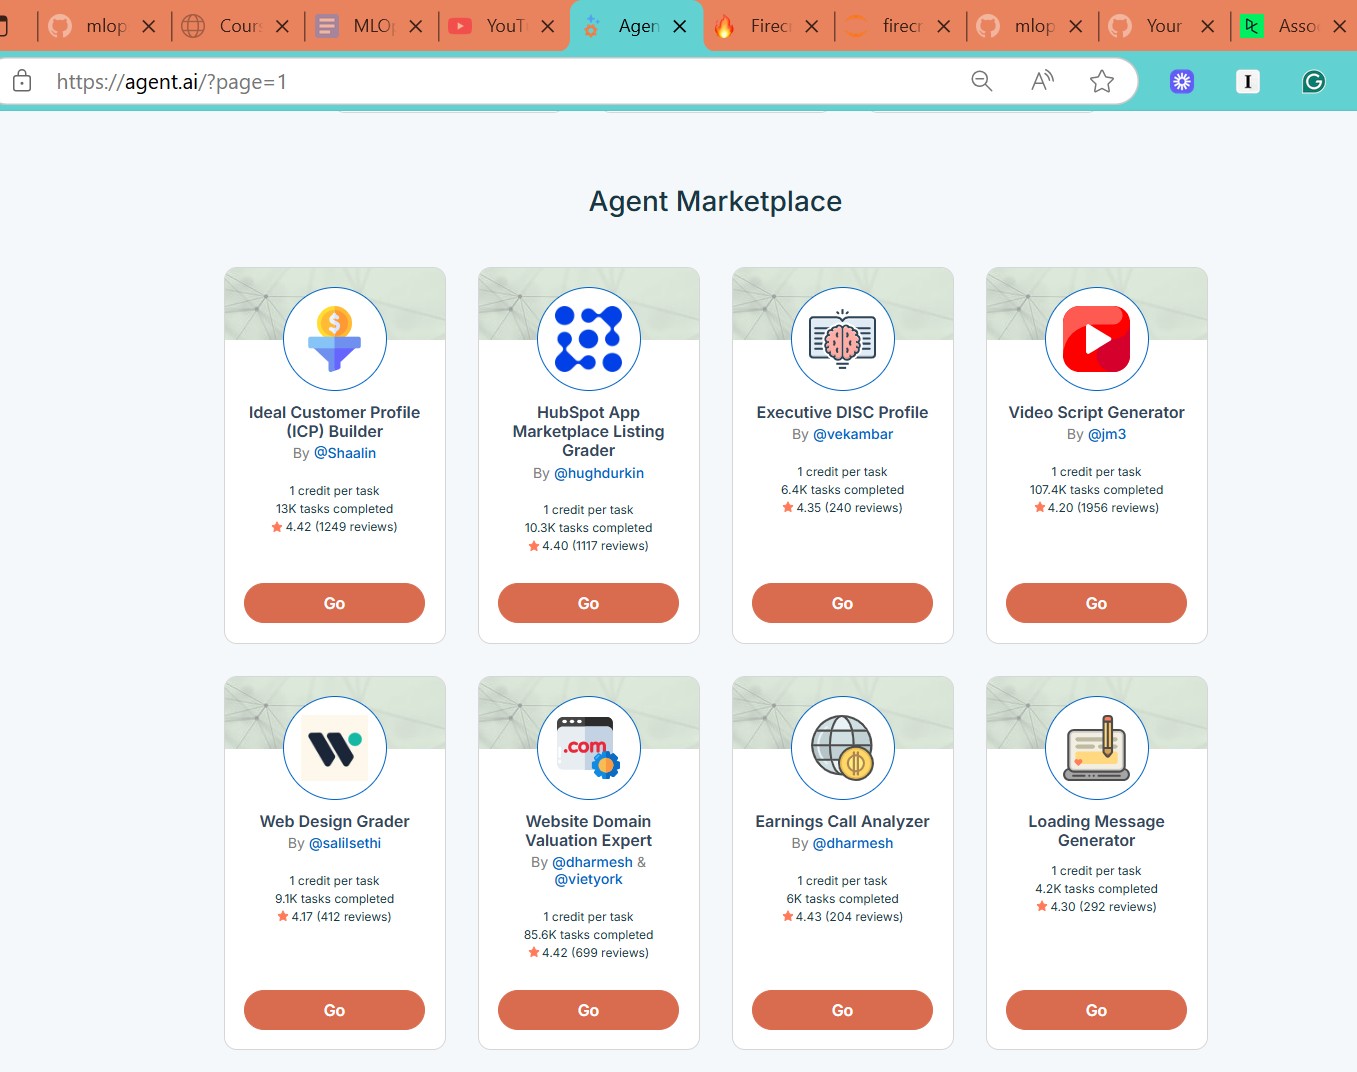 mlop
Cour
MLOp
YouT
Agen
Firec
firecr
mlop
Your
Asso
https://agent.ai/?page=1
Agent Marketplace
Ideal Customer Profile
(ICP) Builder
By @Shaalin
1 credit per task
13K tasks completed
4.42 (1249 reviews)
Go
HubSpot App
Marketplace Listing
Grader
By @hughdurkin
1 credit per task
10.3K tasks completed
4.40 (1117 reviews)
Go
Executive DISC Profile
By @vekambar
1 credit per task
6.4K tasks completed
4.35 (240 reviews)
Go
Video Script Generator
By @jm3
1 credit per task
107.4K tasks completed
4.20 (1956 reviews)
Go
Web Design Grader
By @salilsethi
1 credit per task
9.1K tasks completed
4.17 (412 reviews)
Go
.com
Website Domain
Valuation Expert
By @dharmesh &
@vietyork
1 credit per task
85.6K tasks completed
4.42 (699 reviews)
Go
Earnings Call Analyzer
By @dharmesh
1 credit per task
6K tasks completed
4.43 (204 reviews)
Go
Loading Message
Generator
1 credit per task
4.2K tasks completed
4.30 (292 reviews)
Go